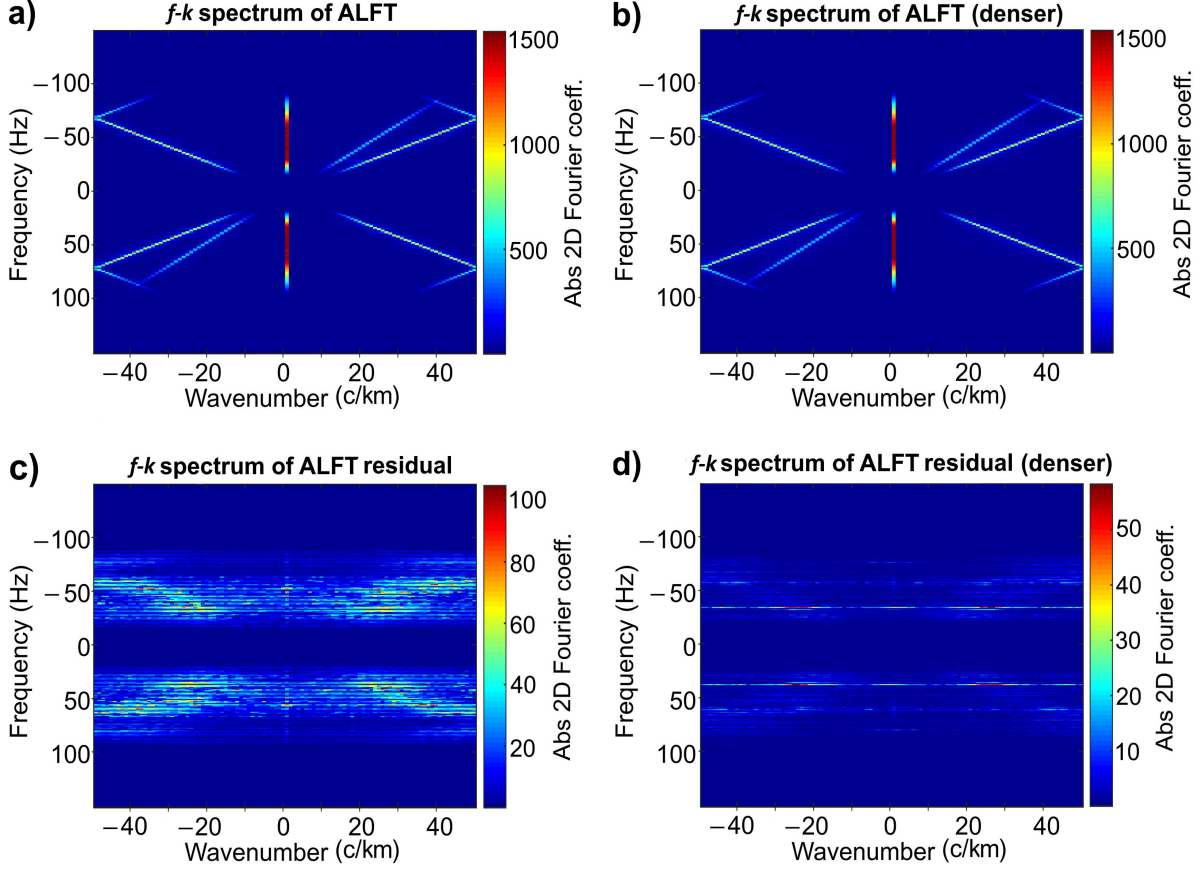 a)
f-k spectrum of ALFT
Frequency (Hz)
−100
−50
0
50
100
−40
−20
0
20
40
Wavenumber (c/km)
1500
1000
500
Abs 2D Fourier coeff.
b)
f-k spectrum of ALFT (denser)
Frequency (Hz)
−100
−50
0
50
100
−40
−20
0
20
40
Wavenumber (c/km)
1500
1000
500
Abs 2D Fourier coeff.
c)
f-k spectrum of ALFT residual
Frequency (Hz)
−100
−50
0
50
100
−40
−20
0
20
40
Wavenumber (c/km)
100
80
60
40
20
Abs 2D Fourier coeff.
d)
f-k spectrum of ALFT residual (denser)
Frequency (Hz)
−100
−50
0
50
100
−40
−20
0
20
40
Wavenumber (c/km)
50
40
30
20
10
Abs 2D Fourier coeff.